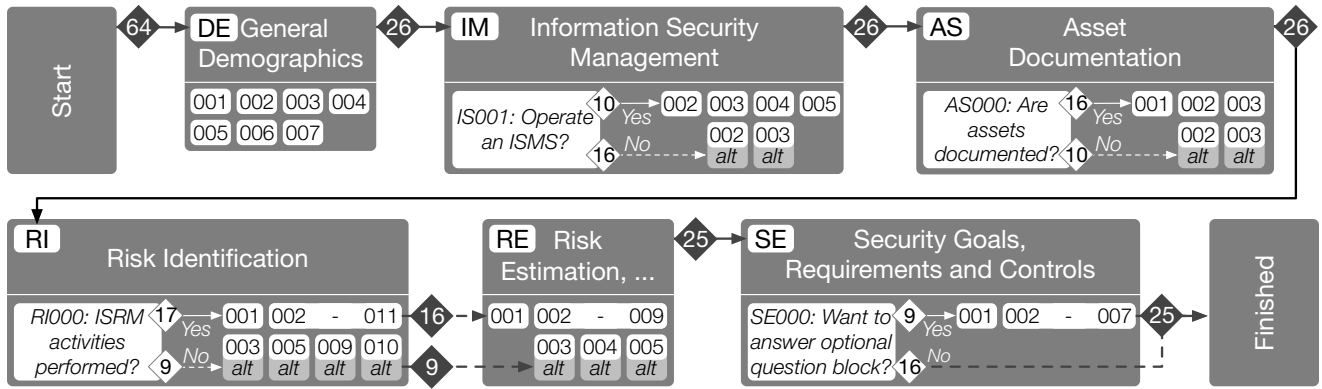 Start
64
DE General
Demographics
001 002 003 004
005 006 007
26
IM Information Security
Management
IS001: Operate
an ISMS?
10 Yes 002 003 004 005
16 No 002 003
alt alt
26
AS Asset
Documentation
AS000: Are
assets
documented?
16 Yes 001 002 003
10 No 002 003
alt alt
26
RI
Risk Identification
RI000: ISRM
activities
performed?
17 Yes 001 002 - 011
9 No 003 005 009 010
alt alt alt alt
16
9
RE Risk
Estimation, ...
001 002 - 009
003 004 005
alt alt alt
25
SE Security Goals,
Requirements and Controls
SE000: Want to
answer optional
question block?
9 Yes 001 002 - 007
16 No
25
Finished